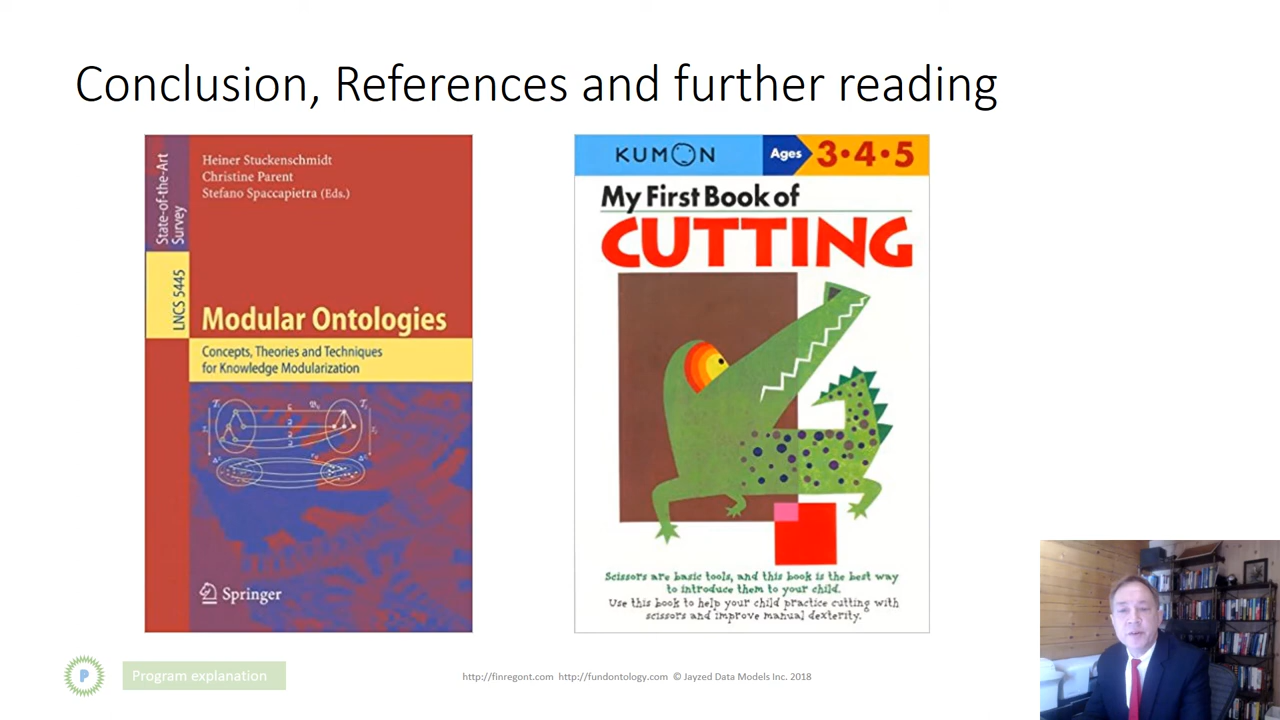 Conclusion, References and further reading
State-of-the-Art
Survey
LNCS 5445
Heiner Stuckenschmidt
Christine Parent
Stefano Spaccapietra (Eds.)
Modular Ontologies
Concepts, Theories and Techniques
for Knowledge Modularization
Springer
KUMON
Ages 3•4•5
My First Book of
CUTTING
Scissors are basic tools, and this book is the best way
to introduce them to your child.
Use this book to help your child practice cutting with
scissors and improve manual dexterity.
P
Program explanation
http://finregont.com http://fundontology.com © Jayzed Data Models Inc. 2018